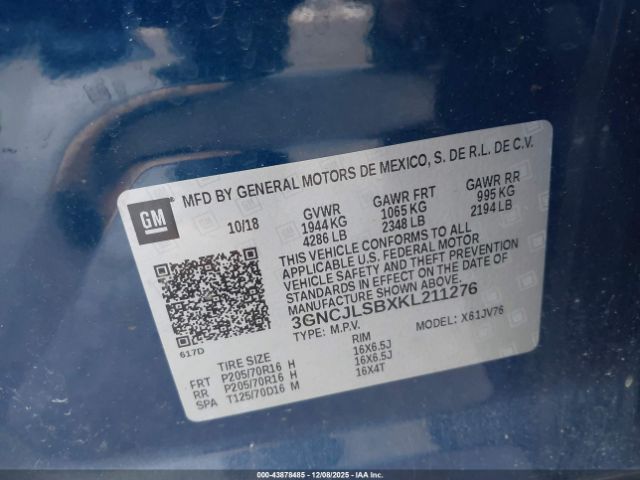 MFD BY GENERAL MOTORS DE MEXICO, S. DE R.L. DE C.V.
GM
10/18 GVWR GAWR FRT GAWR RR
1944 KG 1065 KG 995 KG
4286 LB 2348 LB 2194 LB
THIS VEHICLE CONFORMS TO ALL
APPLICABLE U.S. FEDERAL MOTOR
VEHICLE SAFETY AND THEFT
PREVENTION STANDARDS IN
EFFECT ON THE DATE OF
MANUFACTURE SHOWN ABOVE.
3GNCJLSBXKL211276
TYPE: M.P.V. MODEL: X61JV76
617D
TIRE SIZE RIM
FRT P205/70R16 H 16X6.5J
RR P205/70R16 H 16X6.5J
SPA T125/70D16 M 16X4T
© -43878485 - 12/08/2025 - IAAI.COM